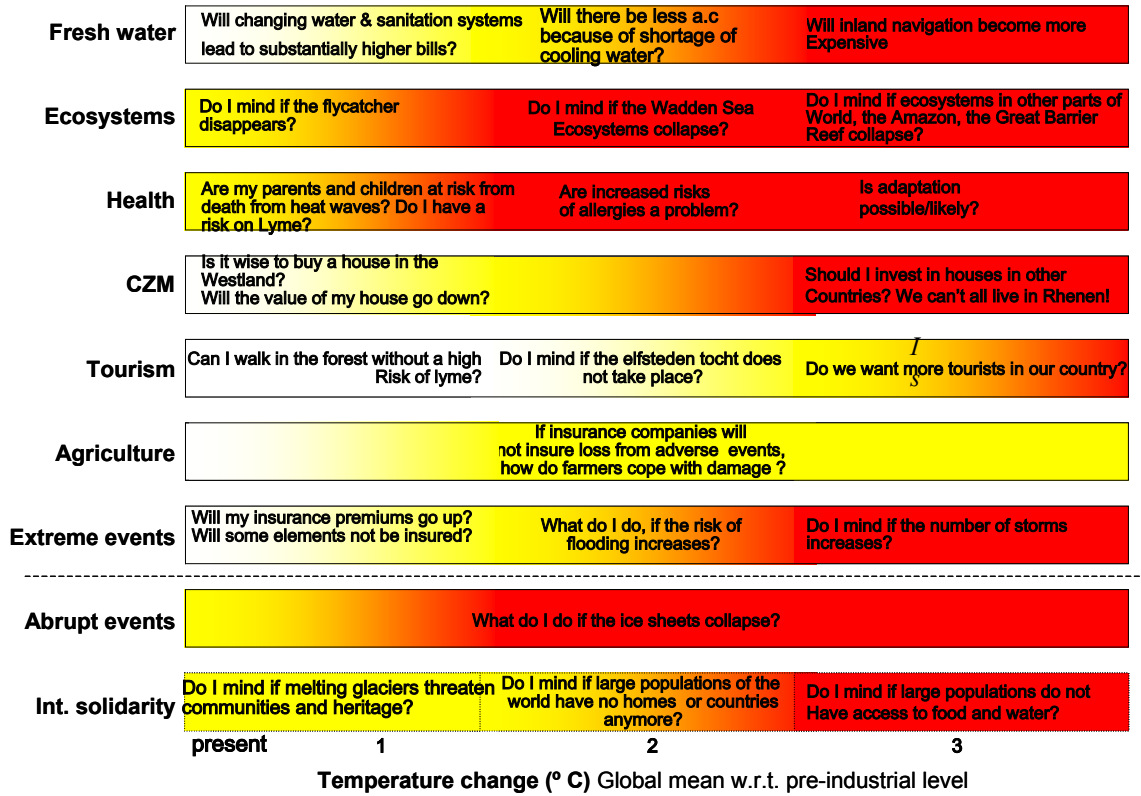 Fresh water
Will changing water & sanitation systems
lead to substantially higher bills?
Will there be less a.c
because of shortage of
cooling water?
Will inland navigation become more
Expensive
Ecosystems
Do I mind if the flycatcher
disappears?
Do I mind if the Wadden Sea
Ecosystems collapse?
Do I mind if ecosystems in other parts of
World, the Amazon, the Great Barrier
Reef collapse?
Health
Are my parents and children at risk from
death from heat waves? Do I have a
risk on Lyme?
Are increased risks
of allergies a problem?
Is adaptation
possible/likely?
CZM
Is it wise to buy a house in the
Westland?
Will the value of my house go down?
Should I invest in houses in other
Countries? We can't all live in Rhenen!
Tourism
Can I walk in the forest without a high
Risk of lyme?
Do I mind if the elfsteden tocht does
not take place?
I
Do we want more tourists in our country?
s
Agriculture
If insurance companies will
not insure loss from adverse events,
how do farmers cope with damage ?
Extreme events
Will my insurance premiums go up?
Will some elements not be insured?
What do I do, if the risk of
flooding increases?
Do I mind if the number of storms
increases?
Abrupt events
What do I do if the ice sheets collapse?
Int. solidarity
Do I mind if melting glaciers threaten
communities and heritage?
Do I mind if large populations of the
world have no homes or countries
anymore?
Do I mind if large populations do not
Have access to food and water?
present 1 2 3
Temperature change (º C) Global mean w.r.t. pre-industrial level